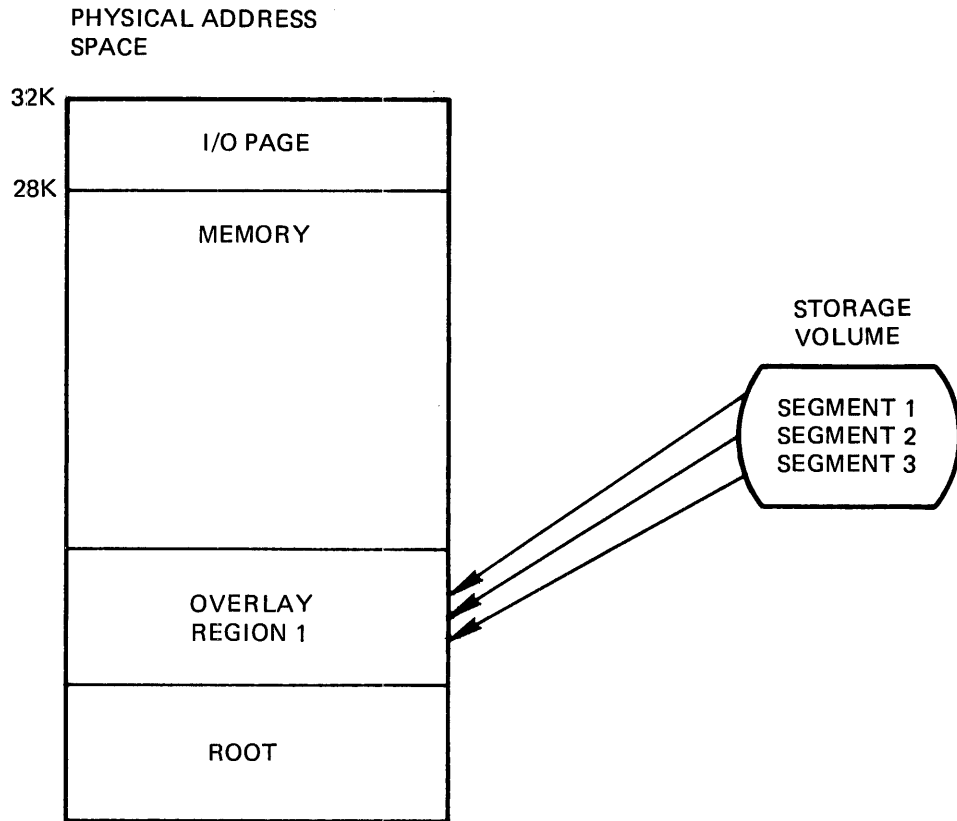 PHYSICAL ADDRESS
SPACE
32K
I/O PAGE
28K
MEMORY
STORAGE
VOLUME
SEGMENT 1
SEGMENT 2
SEGMENT 3
OVERLAY
REGION 1
ROOT